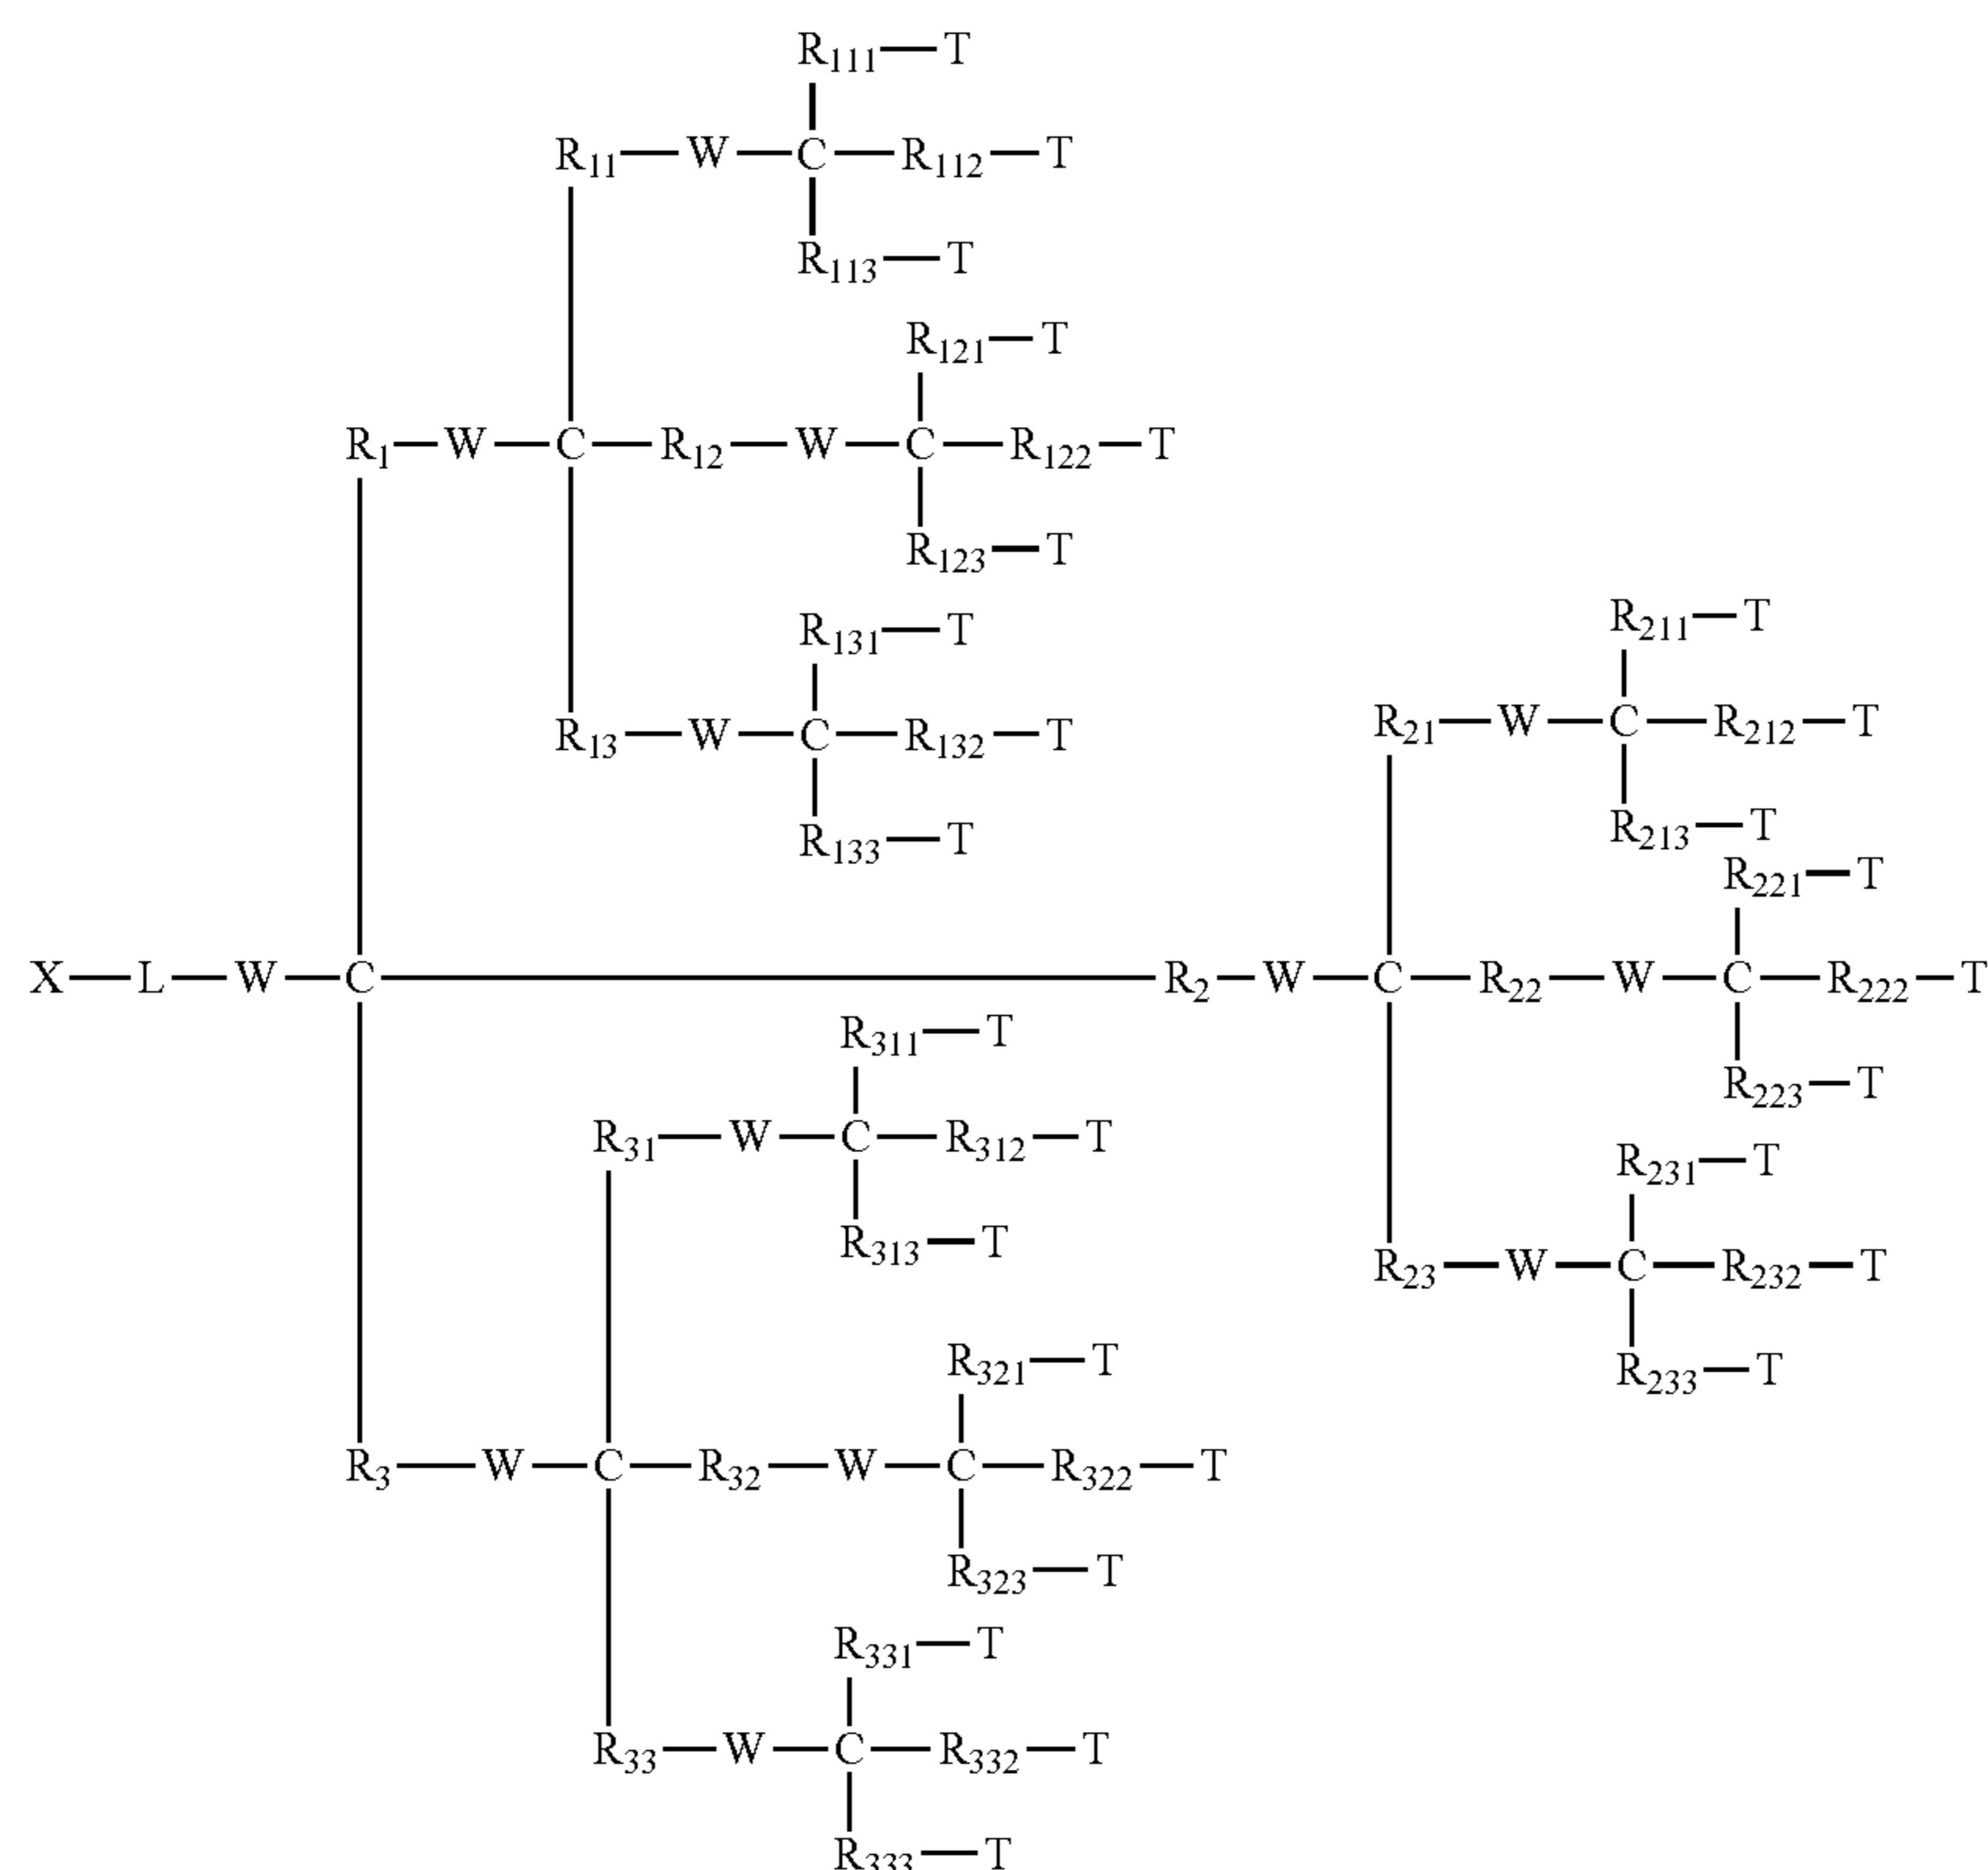 R111—T
R11—W—C—R112—T
R113—T
R121—T
R1—W—C—R12—W—C—R122—T
R123—T
R211—T
R131—T
R21—W—C—R212—T
R13—W—C—R132—T
R213—T
R133—T
R221—T
X—L—W—C—R2—W—C—R22—W—C—R222—T
R311—T
R223—T
R31—W—C—R312—T
R231—T
R313—T
R23—W—C—R232—T
R321—T
R233—T
R3—W—C—R32—W—C—R322—T
R323—T
R331—T
R33—W—C—R332—T
R333—T